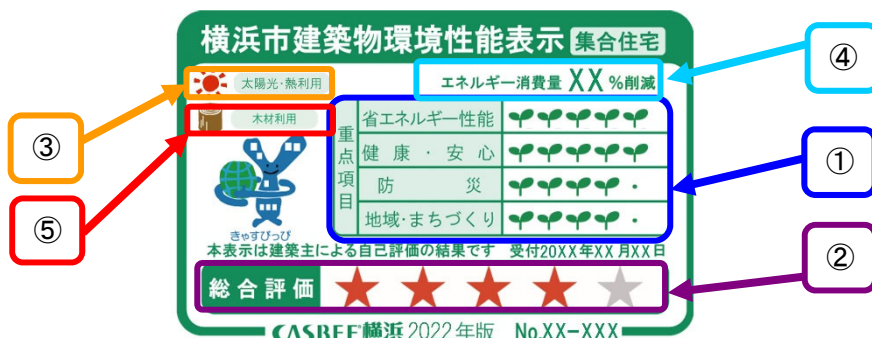 横浜市建築物環境性能表示 集合住宅
太陽光・熱利用
エネルギー消費量 XX %削減
④
木材利用
③
重点項目
省エネルギー性能
健康・安心
防災
地域・まちづくり
①
⑤
きゃすびっぴ
本表示は建築主による自己評価の結果です 受付20XX年XX月XX日
②
総合評価
CASBEE横浜 2022年版 No.XX-XXX